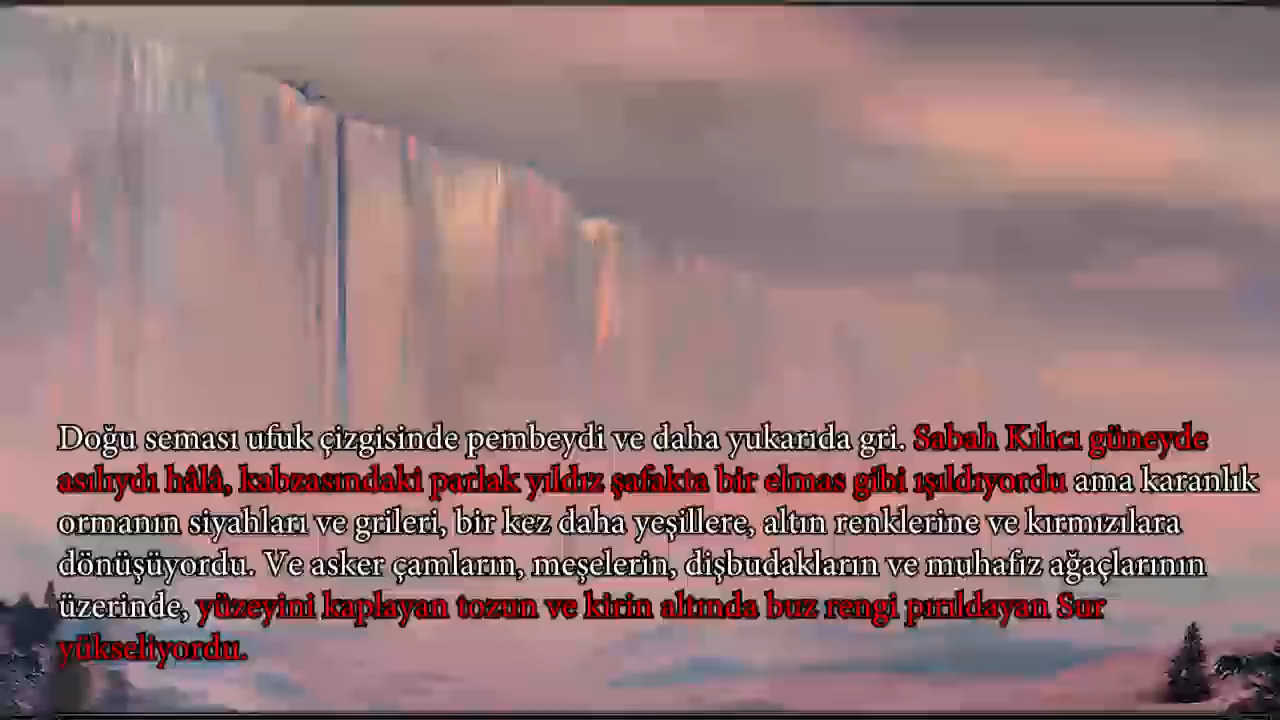 Doğu seması ufuk çizgisinde pembeydi ve daha yukarıda gri. Sabah Kılıcı güneyde
asılıydı hâlâ, kabzasındaki parlak yıldız şafakta bir elmas gibi ışıldıyordu ama karanlık
ormanın siyahları ve grileri, bir kez daha yeşillere, altın renklerine ve kırmızılara
dönüşüyordu. Ve asker çamların, meşelerin, dişbudakların ve muhafız ağaçlarının
üzerinde, yüzeyini kaplayan tozun ve kirin altında buz rengi pırıldayan Sur
yükseliyordu.